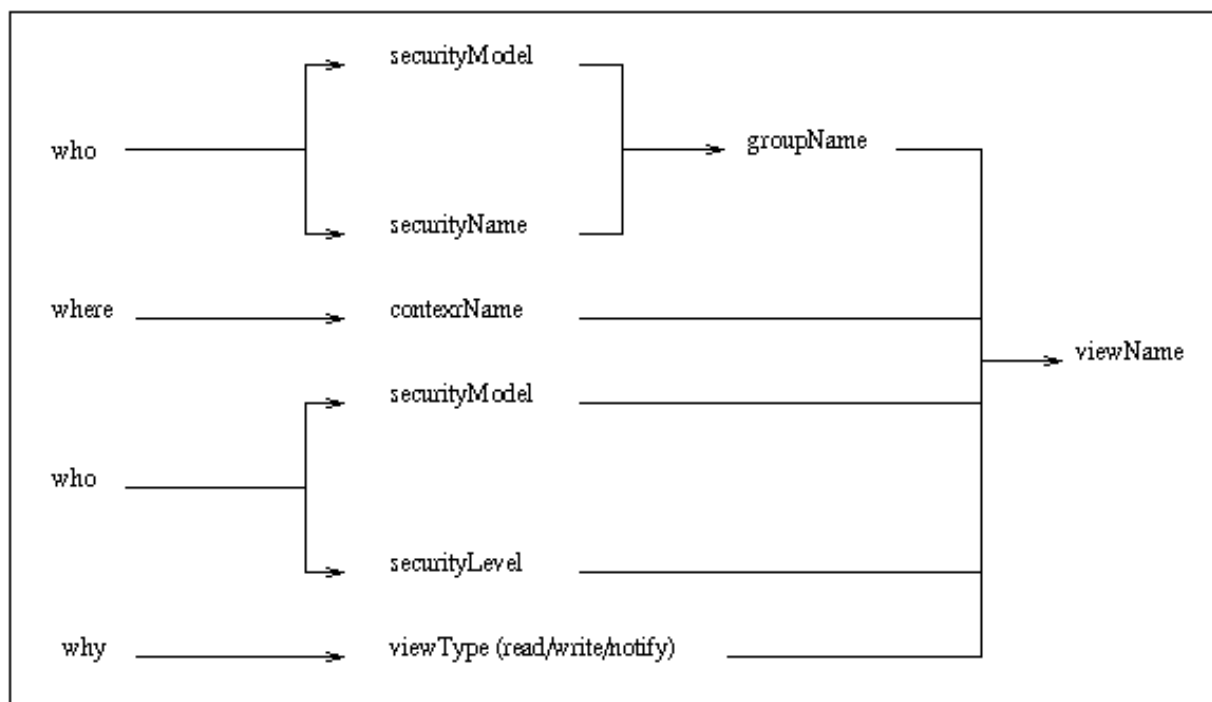 securityModel
who
groupName
securityName
where
contexrName
viewName
securityModel
who
securityLevel
why
viewType (read/write/notify)